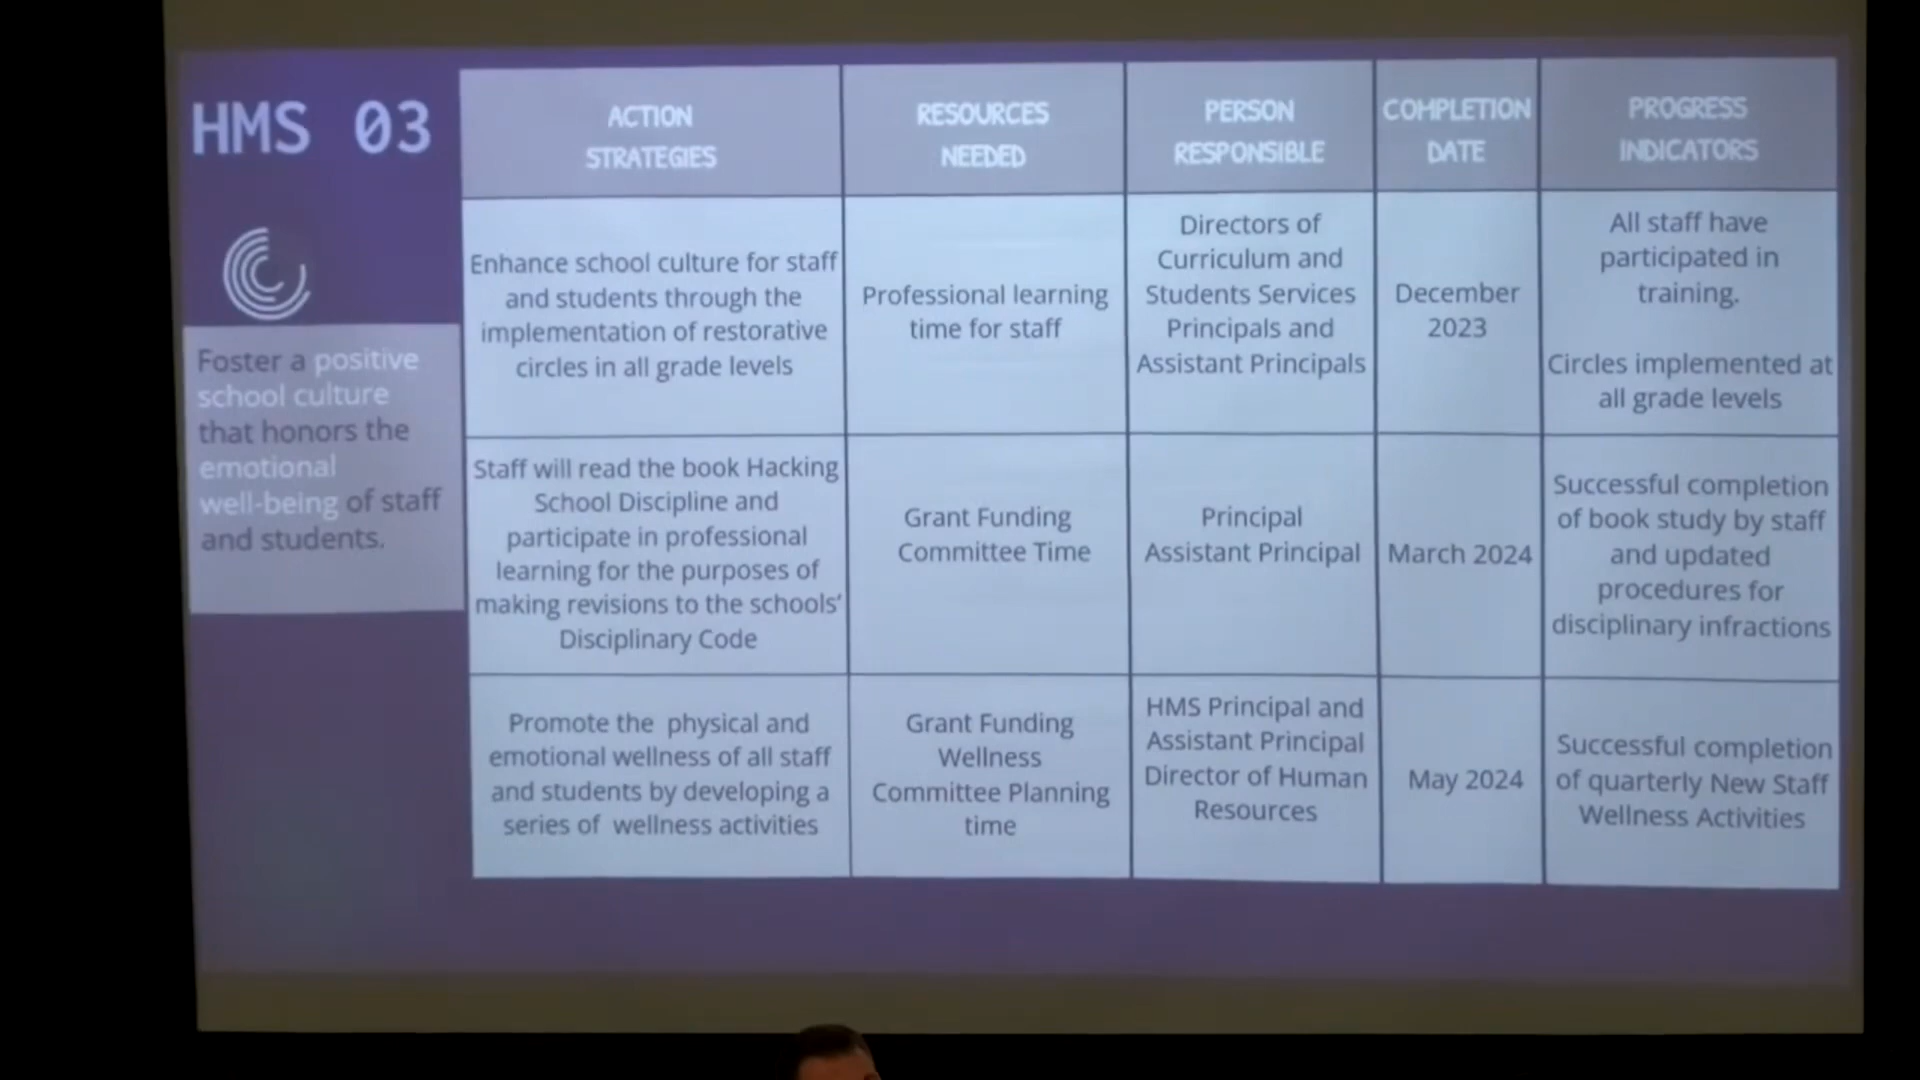 HMS 03
Foster a positive
school culture
that honors the
emotional
well-being of staff
and students.
ACTION
STRATEGIES
RESOURCES
NEEDED
PERSON
RESPONSIBLE
COMPLETION
DATE
PROGRESS
INDICATORS
Enhance school culture for staff
and students through the
implementation of restorative
circles in all grade levels
Professional learning
time for staff
Directors of
Curriculum and
Students Services
Principals and
Assistant Principals
December
2023
All staff have
participated in
training.
Circles implemented at
all grade levels
Staff will read the book Hacking
School Discipline and
participate in professional
learning for the purposes of
making revisions to the schools’
Disciplinary Code
Grant Funding
Committee Time
Principal
Assistant Principal
March 2024
Successful completion
of book study by staff
and updated
procedures for
disciplinary infractions
Promote the physical and
emotional wellness of all staff
and students by developing a
series of wellness activities
Grant Funding
Wellness
Committee Planning
time
HMS Principal and
Assistant Principal
Director of Human
Resources
May 2024
Successful completion
of quarterly New Staff
Wellness Activities